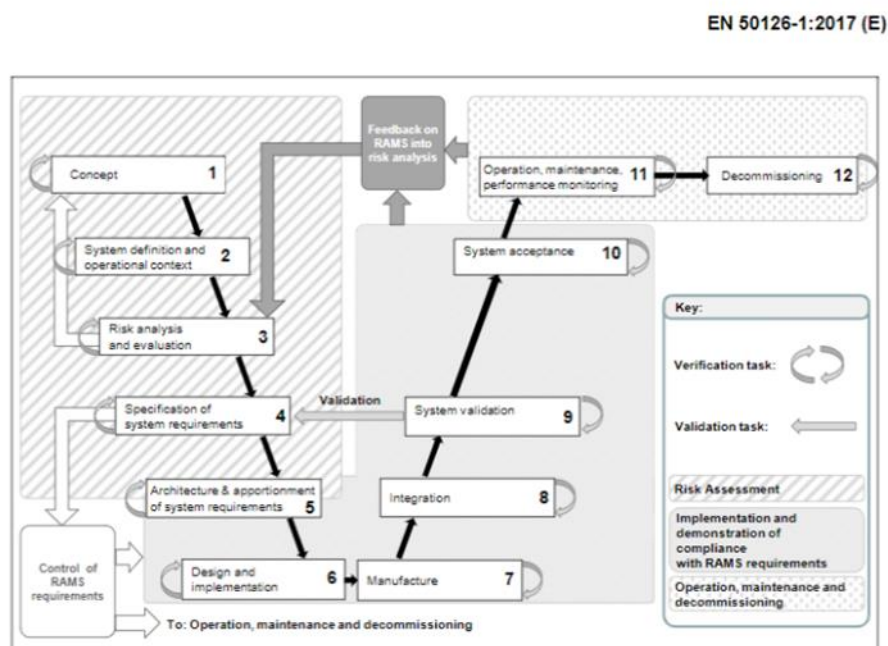 EN 50126-1:2017 (E)
Feedback on
RAMS into
risk analysis
Concept 1
System definition and
operational context 2
Risk analysis
and evaluation 3
Specification of
system requirements 4
Architecture & apportionment
of system requirements 5
Design and
implementation 6
Manufacture 7
Integration 8
System validation 9
Validation
System acceptance 10
Operation, maintenance,
performance monitoring 11
Decommissioning 12
Control of
RAMS
requirements
To: Operation, maintenance and decommissioning
Key:
Verification task:
Validation task:
Risk Assessment
Implementation and
demonstration of
compliance
with RAMS requirements
Operation, maintenance and
decommissioning